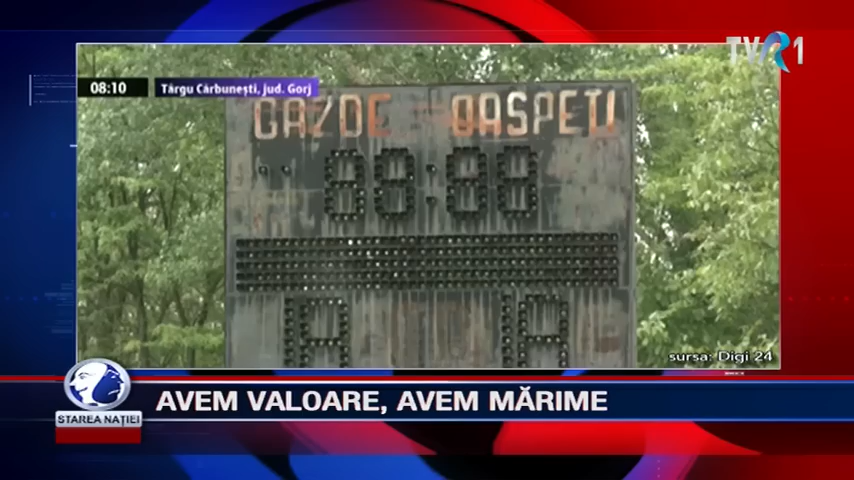 TVR1
08:10 Târgu Cărbunești, jud. Gorj
GAZDE OASPEȚI
88:88
sursa: Digi 24
AVEM VALOARE, AVEM MĂRIME
STAREA NAȚIEI